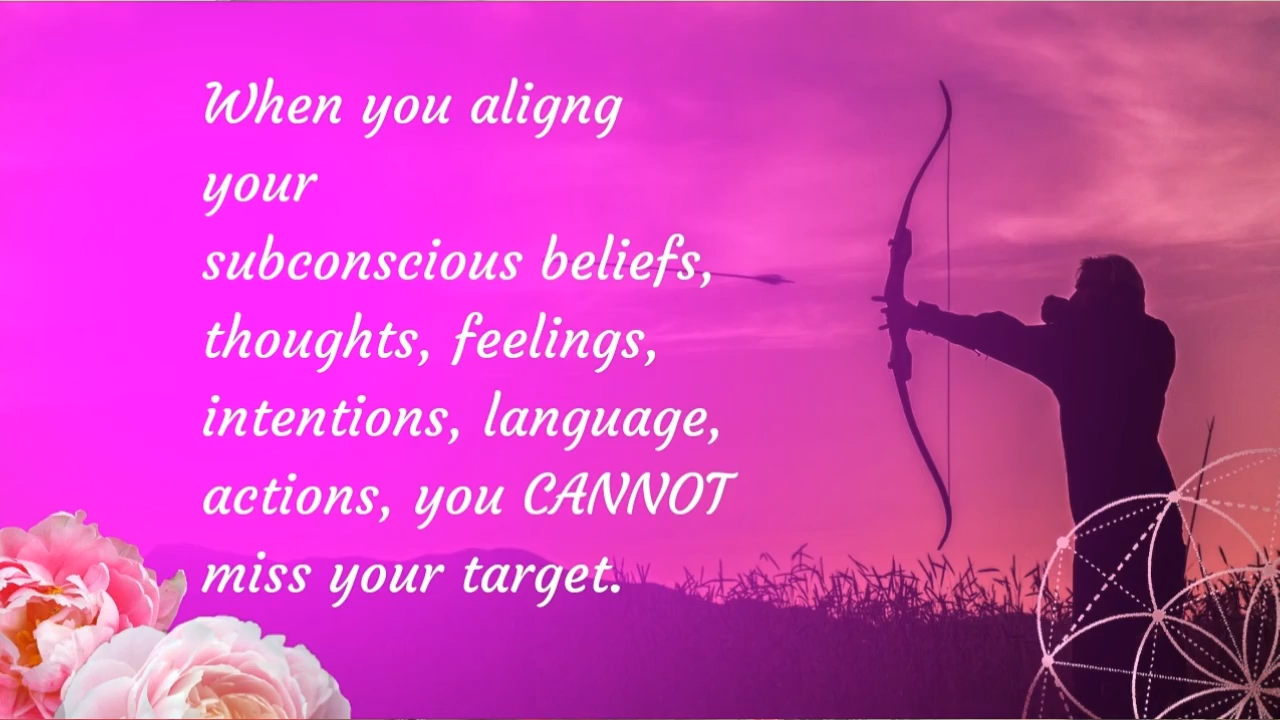 When you aligng
your
subconscious beliefs,
thoughts, feelings,
intentions, language,
actions, you CANNOT
miss your target.